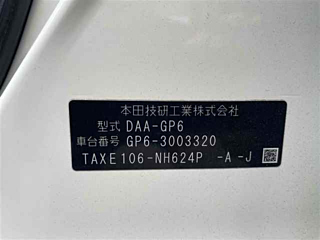 本田技研工業株式会社
型式 DAA-GP6
車台番号 GP6-3003320
TAXE106-NH624P -A-J